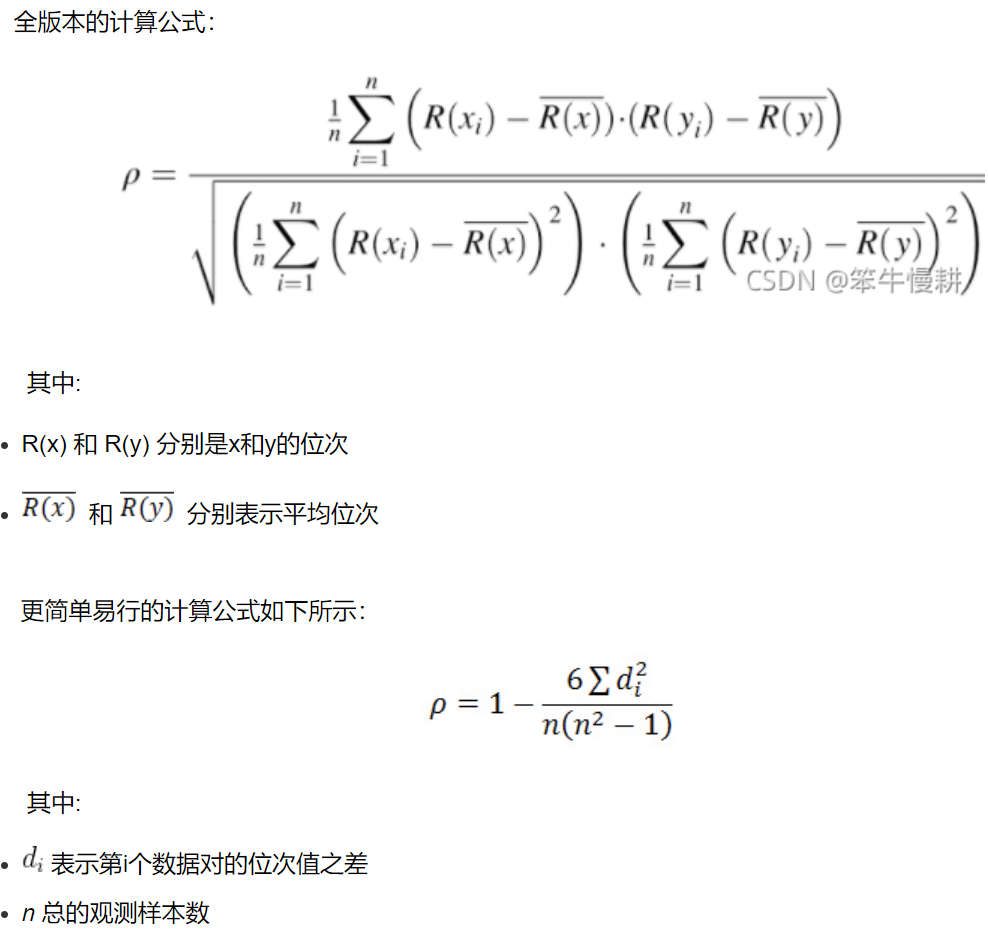 全版本的计算公式：
$$\rho = \frac{\frac{1}{n}\sum_{i=1}^{n}\left(R(x_i) - \overline{R(x)})\cdot(R(y_i) - \overline{R(y)}\right)}{\sqrt{\left(\frac{1}{n}\sum_{i=1}^{n}\left(R(x_i) - \overline{R(x)}\right)^2\right)\cdot\left(\frac{1}{n}\sum_{i=1}^{n}\left(R(y_i) - \overline{R(y)}\right)^2\right)}}$$
CSDN @笨牛慢耕
其中:
• R(x) 和 R(y) 分别是x和y的位次
• $\overline{R(x)}$ 和 $\overline{R(y)}$ 分别表示平均位次
更简单易行的计算公式如下所示：
$$\rho = 1 - \frac{6\sum d_i^2}{n(n^2 - 1)}$$
其中:
• $d_i$ 表示第i个数据对的位次值之差
• n 总的观测样本数